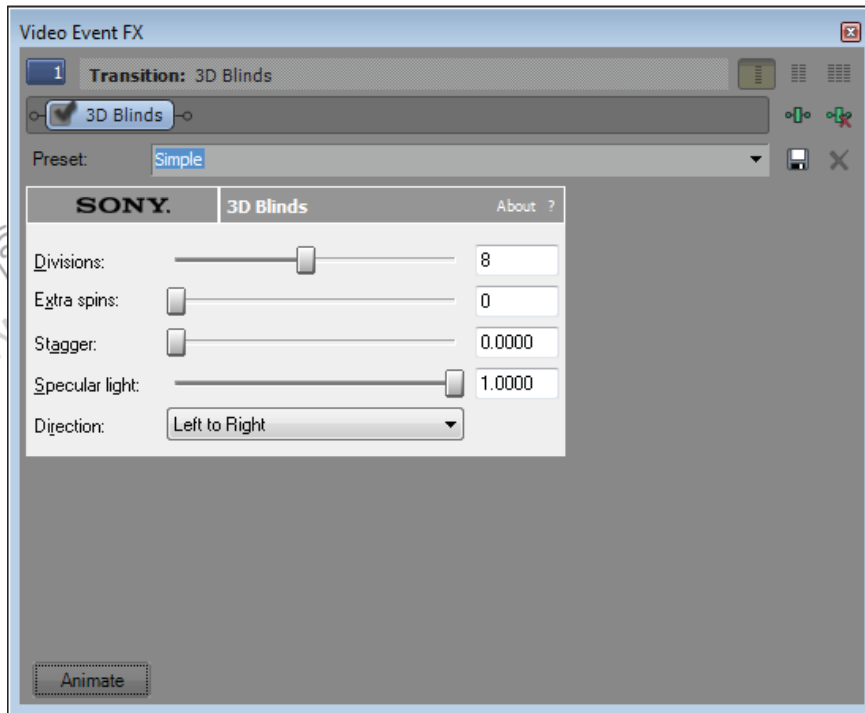 Video Event FX
1 Transition: 3D Blinds
3D Blinds
Preset: Simple
SONY. 3D Blinds About ?
Divisions: 8
Extra spins: 0
Stagger: 0.0000
Specular light: 1.0000
Direction: Left to Right
Animate